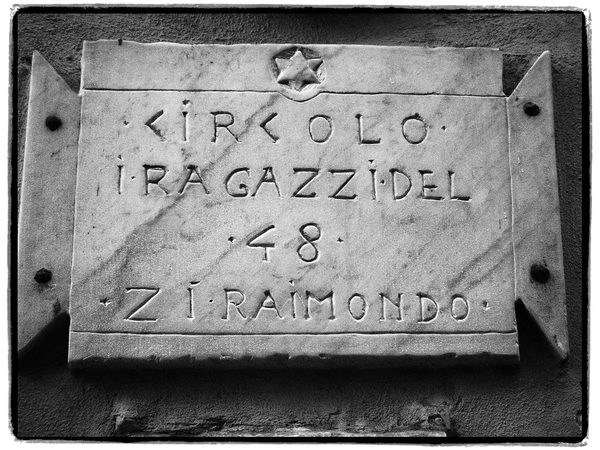 ·CIRCOLO·
I·RAGAZZI·DEL
·48·
·ZI·RAIMONDO·